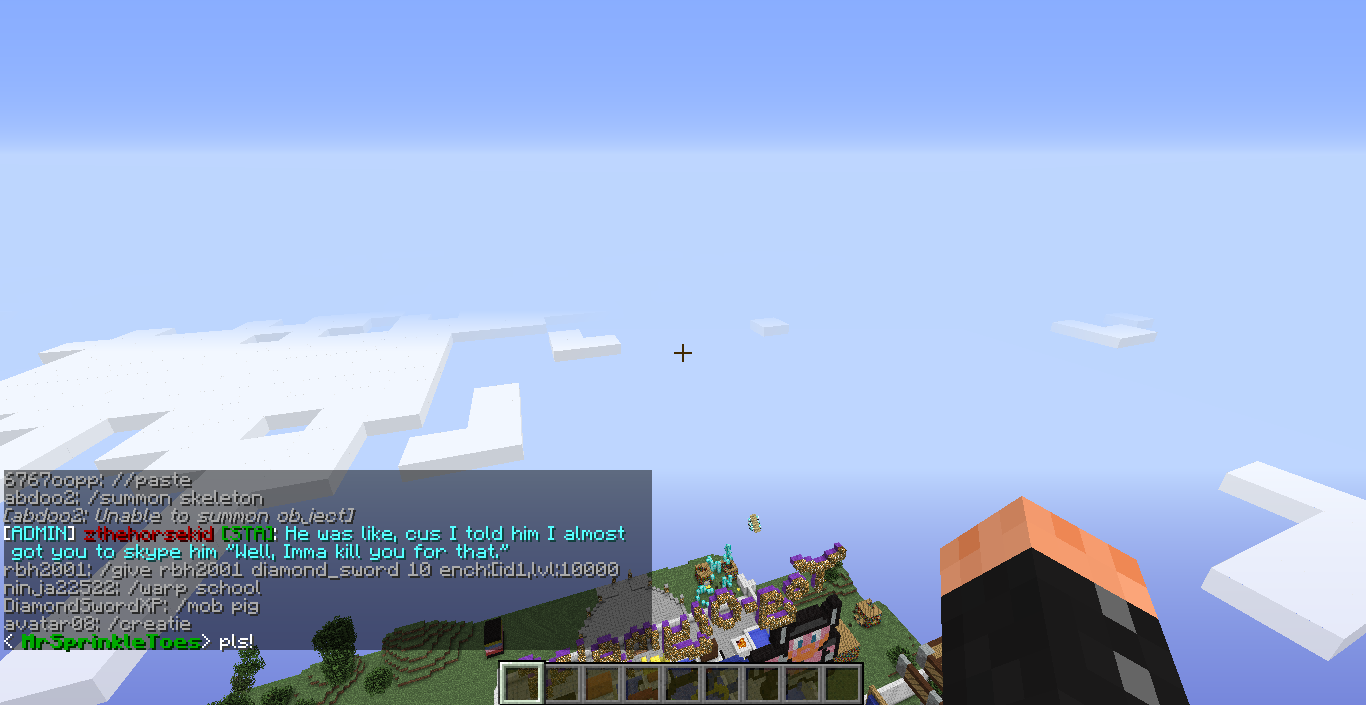 6767oopp: //paste
abdoo2: /summon skeleton
[abdoo2: Unable to summon object]
[ADMIN] zthehorsekid [STA]: He was like, cus I told him I almost
got you to skype him "Well, Imma kill you for that."
rbh2001: /give rbh2001 diamond_sword 10 ench:[id1,lvl:10000
ninja22522: /warp school
DiamondSwordXP: /mob pig
avatar08: /creatie
< MrSprinkleToes> pls!